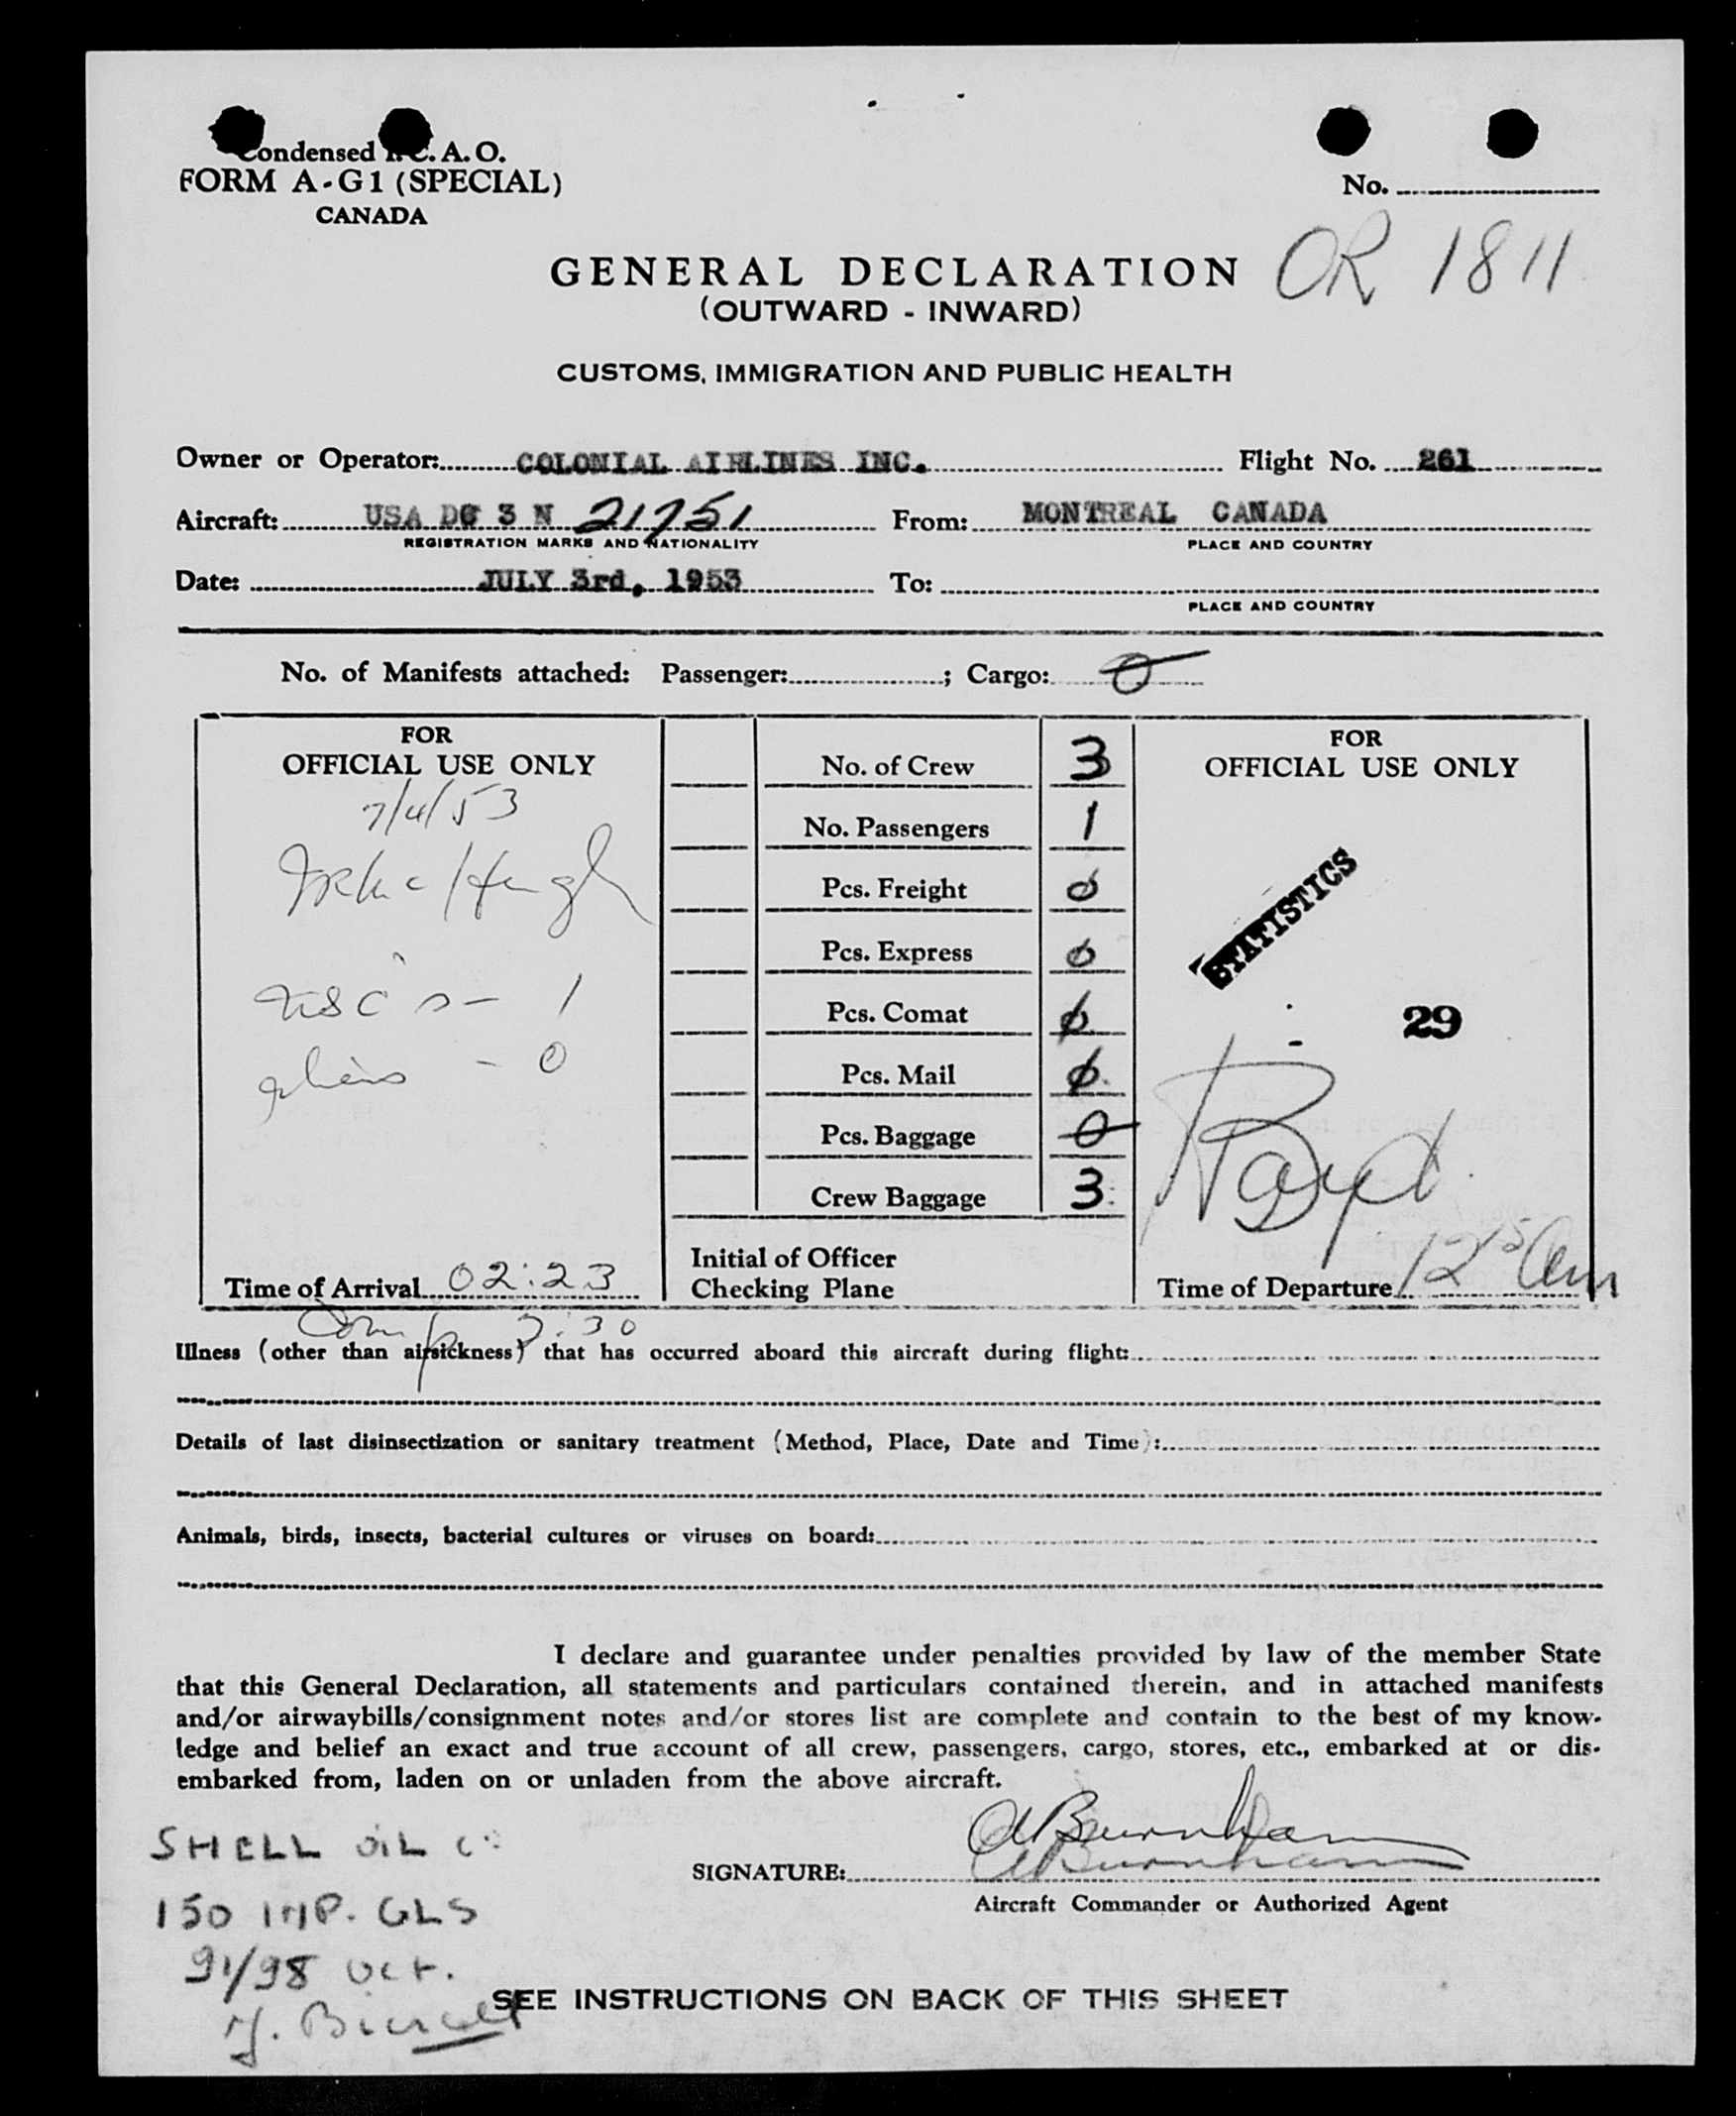 Condensed I.C.A.O.
FORM A-G1 (SPECIAL)
CANADA
No.
OR 1811
GENERAL DECLARATION
(OUTWARD - INWARD)
CUSTOMS, IMMIGRATION AND PUBLIC HEALTH
Owner or Operator: COLONIAL AIRLINES INC. Flight No. 261
Aircraft: USA DC 3 N 21751 From: MONTREAL CANADA
REGISTRATION MARKS AND NATIONALITY PLACE AND COUNTRY
Date: JULY 3rd, 1953 To:
PLACE AND COUNTRY
No. of Manifests attached: Passenger: ; Cargo: 0
FOR
OFFICIAL USE ONLY
7/4/53
USC's - 1
aliens - 0
Time of Arrival 02:23
No. of Crew 3
No. Passengers 1
Pcs. Freight 0
Pcs. Express 0
Pcs. Comat 0
Pcs. Mail 0
Pcs. Baggage 0
Crew Baggage 3
Initial of Officer
Checking Plane
FOR
OFFICIAL USE ONLY
STATISTICS
29
Time of Departure 12 15 am
Comp 2:30
Illness (other than airsickness) that has occurred aboard this aircraft during flight:
Details of last disinsectization or sanitary treatment (Method, Place, Date and Time):
Animals, birds, insects, bacterial cultures or viruses on board:
I declare and guarantee under penalties provided by law of the member State
that this General Declaration, all statements and particulars contained therein, and in attached manifests
and/or airwaybills/consignment notes and/or stores list are complete and contain to the best of my know-
ledge and belief an exact and true account of all crew, passengers, cargo, stores, etc., embarked at or dis-
embarked from, laden on or unladen from the above aircraft.
SIGNATURE: A Burnham
A Burnham
Aircraft Commander or Authorized Agent
SHELL OIL Co
150 IMP. GLS
91/98 Oct.
SEE INSTRUCTIONS ON BACK OF THIS SHEET